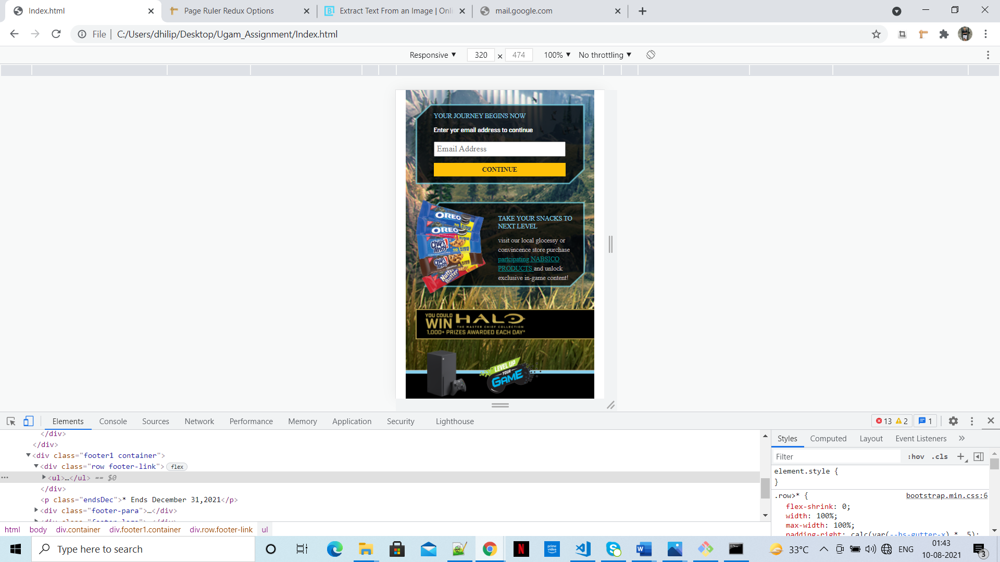 Index.html
Page Ruler Redux Options
Extract Text From an Image | Onli
mail.google.com
File | C:/Users/dhilip/Desktop/Ugam_Assignment/Index.html
Responsive ▼ 320 × 474 100% ▼ No throttling ▼
YOUR JOURNEY BEGINS NOW
Enter yor email address to continue
Email Address
CONTINUE
OREO
OREO
Chips Ahoy!
Chips Ahoy!
Nutter Butter
TAKE YOUR SNACKS TO
NEXT LEVEL
visit our local glocessy or
convincence store purchase
partcipating NABSICO
PRODUCTS and unlock
exclusive in-game content!
YOU COULD
WIN HALO
THE MASTER CHIEF COLLECTION
1,000+ PRIZES AWARDED EACH DAY*
LEVEL UP
YOUR
GAME
Elements Console Sources Network Performance Memory Application Security Lighthouse
13 2 1
</div>
</div>
<div class="footer1 container">
<div class="row footer-link"> flex
<ul>…</ul> == $0
</div>
<p class="endsDec">* Ends December 31,2021</p>
<div class="footer-para">…</div>
<div class="footer-logo">…</div>
html body div.container div.footer1.container div.row.footer-link ul
Styles Computed Layout Event Listeners »
Filter :hov .cls +
element.style {
}
.row>* { bootstrap.min.css:6
flex-shrink: 0;
width: 100%;
max-width: 100%;
padding-right: calc(var(--bs-gutter-x) * .5);
Type here to search
prime video
33°C ENG
01:43
10-08-2021
3